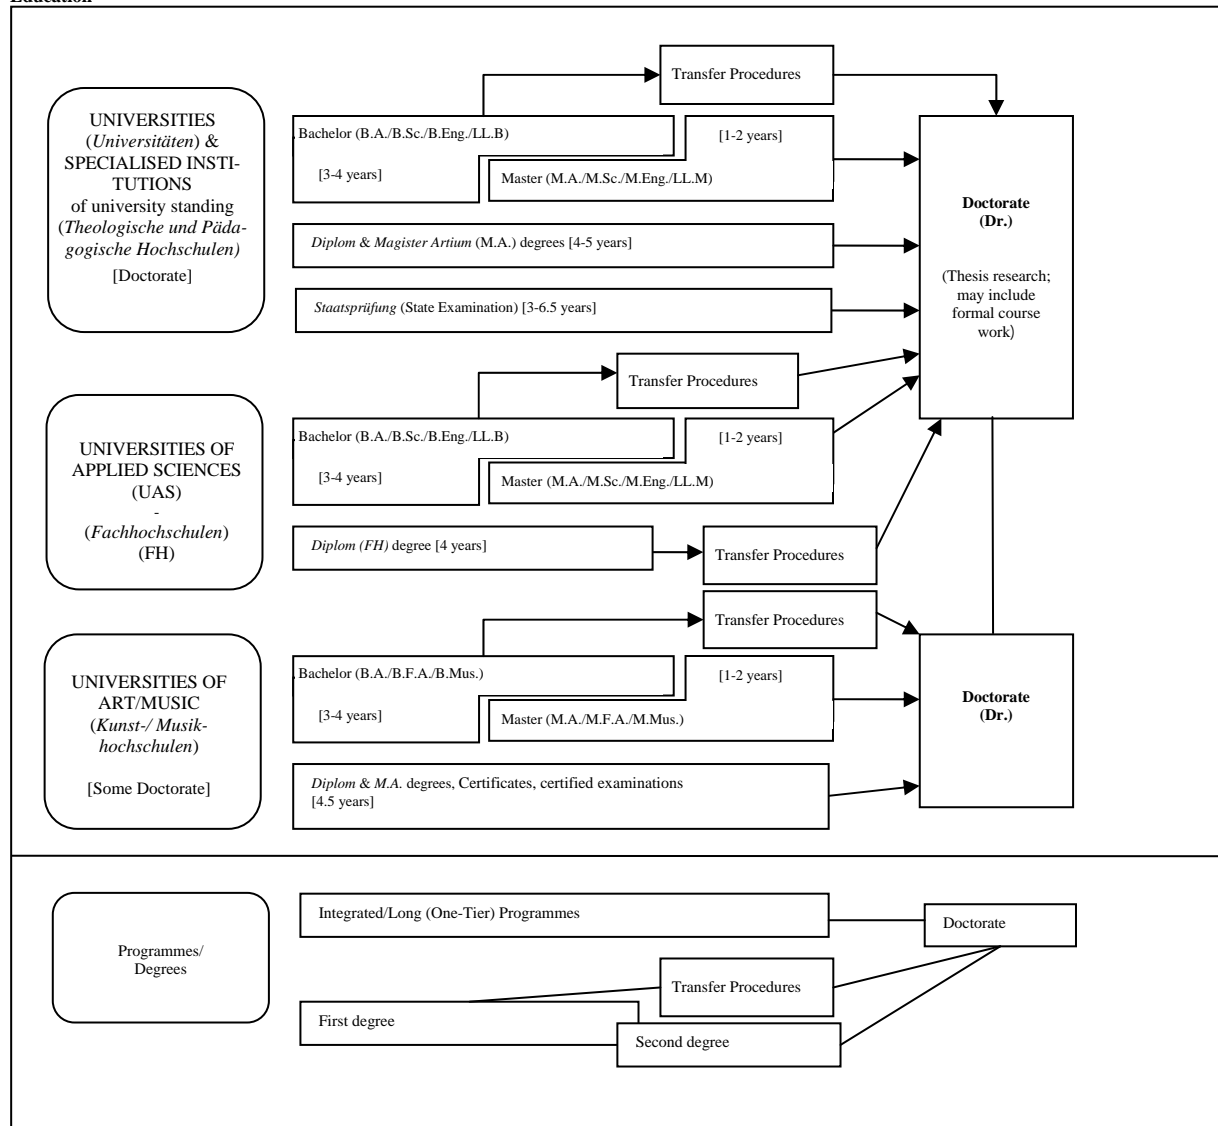 Education
Transfer Procedures
UNIVERSITIES
(Universitäten) &
SPECIALISED INSTI-
TUTIONS
of university standing
(Theologische und Päda-
gogische Hochschulen)
[Doctorate]
Bachelor (B.A./B.Sc./B.Eng./LL.B)
[3-4 years]
[1-2 years]
Master (M.A./M.Sc./M.Eng./LL.M)
Diplom & Magister Artium (M.A.) degrees [4-5 years]
Staatsprüfung (State Examination) [3-6.5 years]
Doctorate
(Dr.)
(Thesis research;
may include
formal course
work)
Transfer Procedures
UNIVERSITIES OF
APPLIED SCIENCES
(UAS)
-
(Fachhochschulen)
(FH)
Bachelor (B.A./B.Sc./B.Eng./LL.B)
[3-4 years]
[1-2 years]
Master (M.A./M.Sc./M.Eng./LL.M)
Diplom (FH) degree [4 years]
Transfer Procedures
Transfer Procedures
UNIVERSITIES OF
ART/MUSIC
(Kunst-/ Musik-
hochschulen)
[Some Doctorate]
Bachelor (B.A./B.F.A./B.Mus.)
[3-4 years]
[1-2 years]
Master (M.A./M.F.A./M.Mus.)
Diplom & M.A. degrees, Certificates, certified examinations
[4.5 years]
Doctorate
(Dr.)
Programmes/
Degrees
Integrated/Long (One-Tier) Programmes
Doctorate
Transfer Procedures
First degree
Second degree